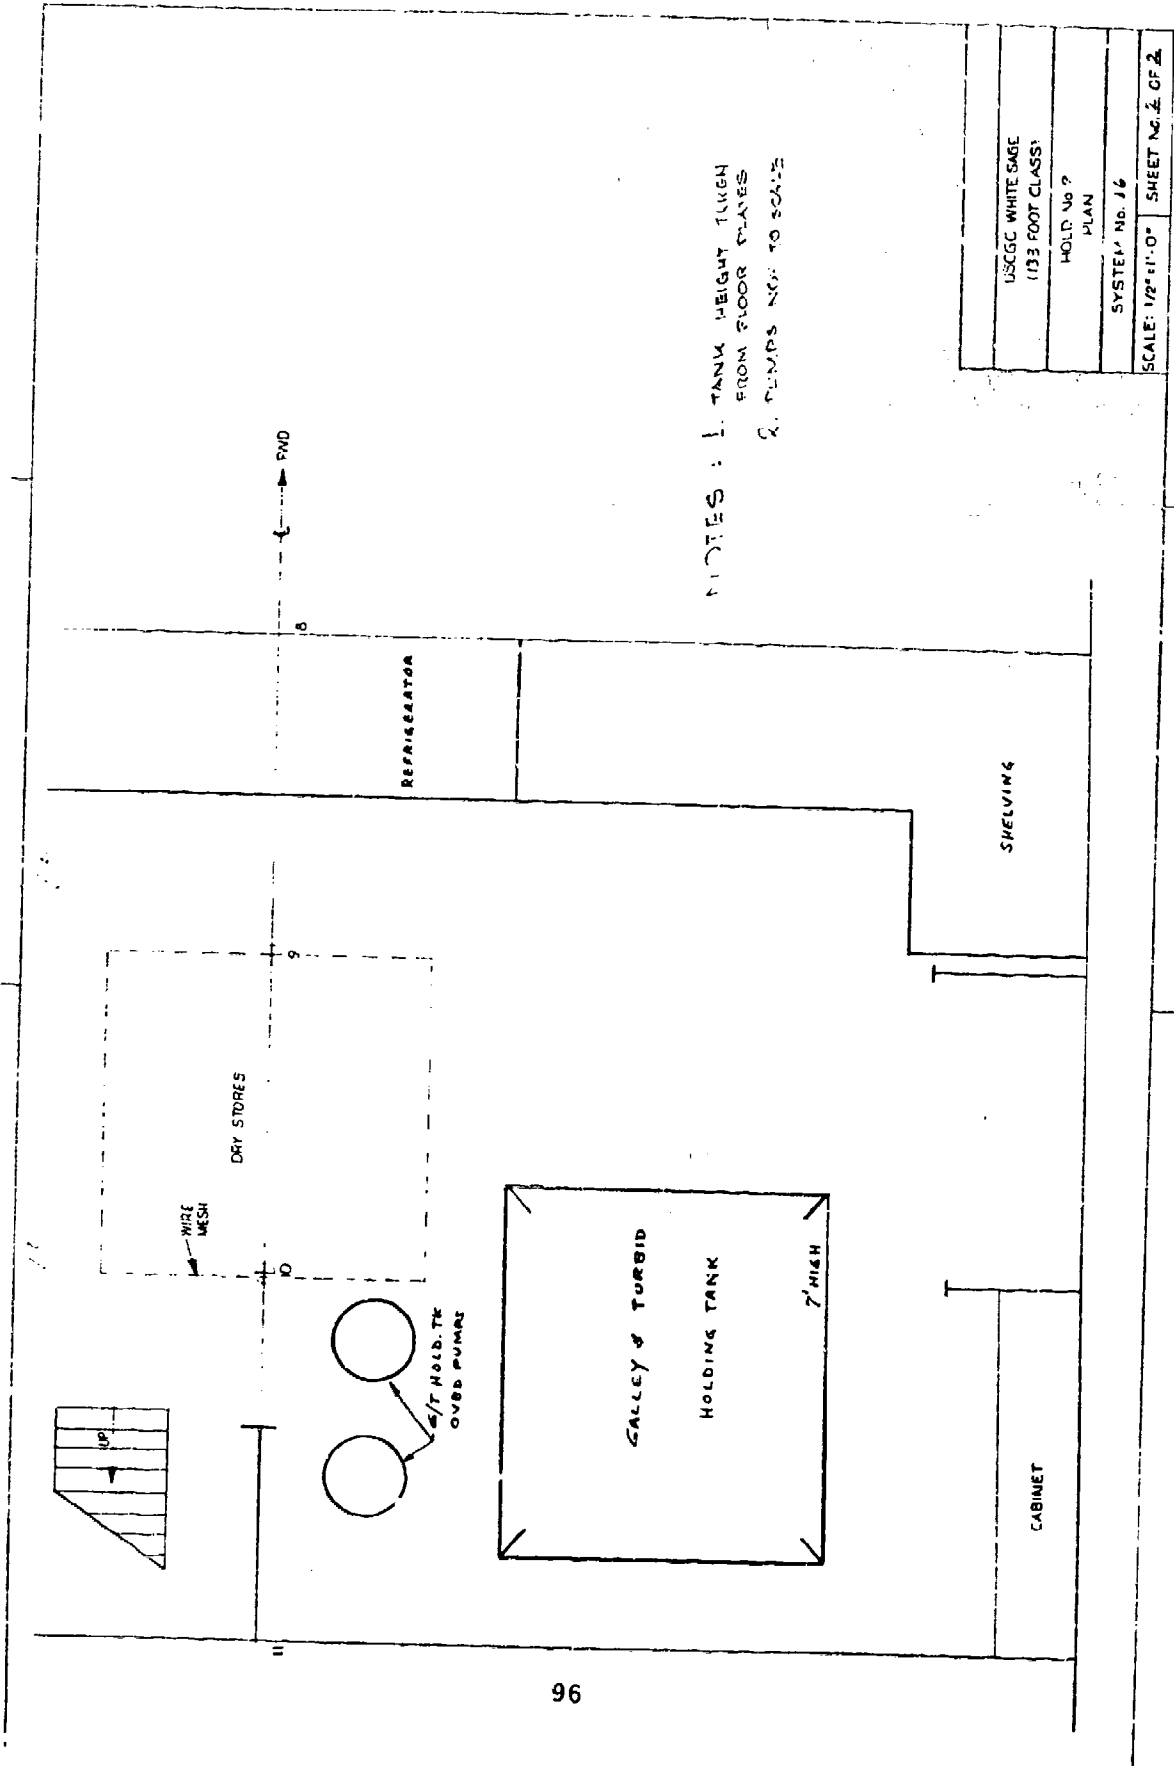 UP
WIRE
MESH
DRY STORES
11
10
9
8
FWD
REFRIGERATOR
G/T HOLD. TK
OVBD PUMPS
GALLEY & TURBID
HOLDING TANK
7' HIGH
CABINET
SHELVING
NOTES : 1. TANK HEIGHT TAKEN
FROM FLOOR PLATES
2. PUMPS NOT TO SCALE
USCGC WHITE SAGE
(133 FOOT CLASS)
HOLD No
PLAN
SYSTEM No. 16
SCALE: 1/2"=1'-0" SHEET NO. 2 OF 2
96